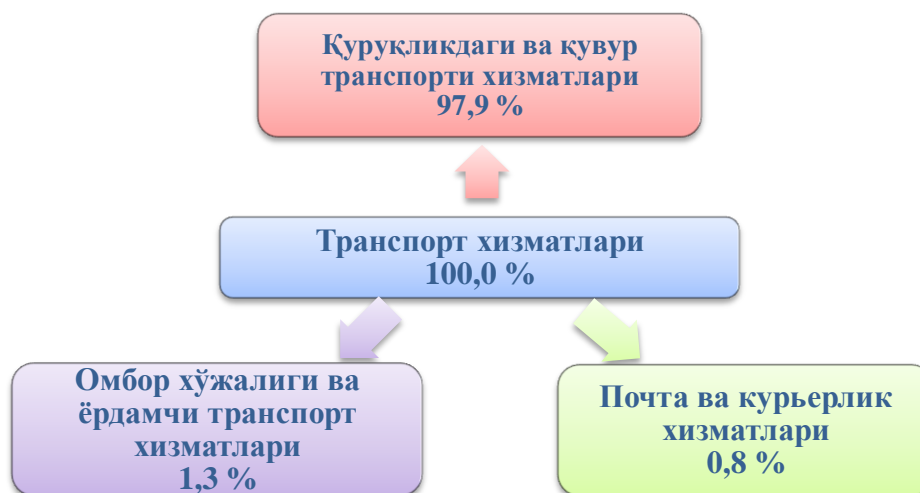 Қуруқликдаги ва қувур
транспорти хизматлари
97,9 %
Транспорт хизматлари
100,0 %
Омбор хўжалиги ва
ёрдамчи транспорт
хизматлари
1,3 %
Почта ва курьерлик
хизматлари
0,8 %